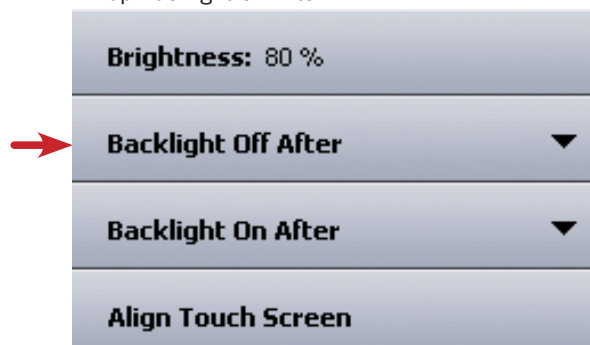 Brightness: 80 %
Backlight Off After
Backlight On After
Align Touch Screen